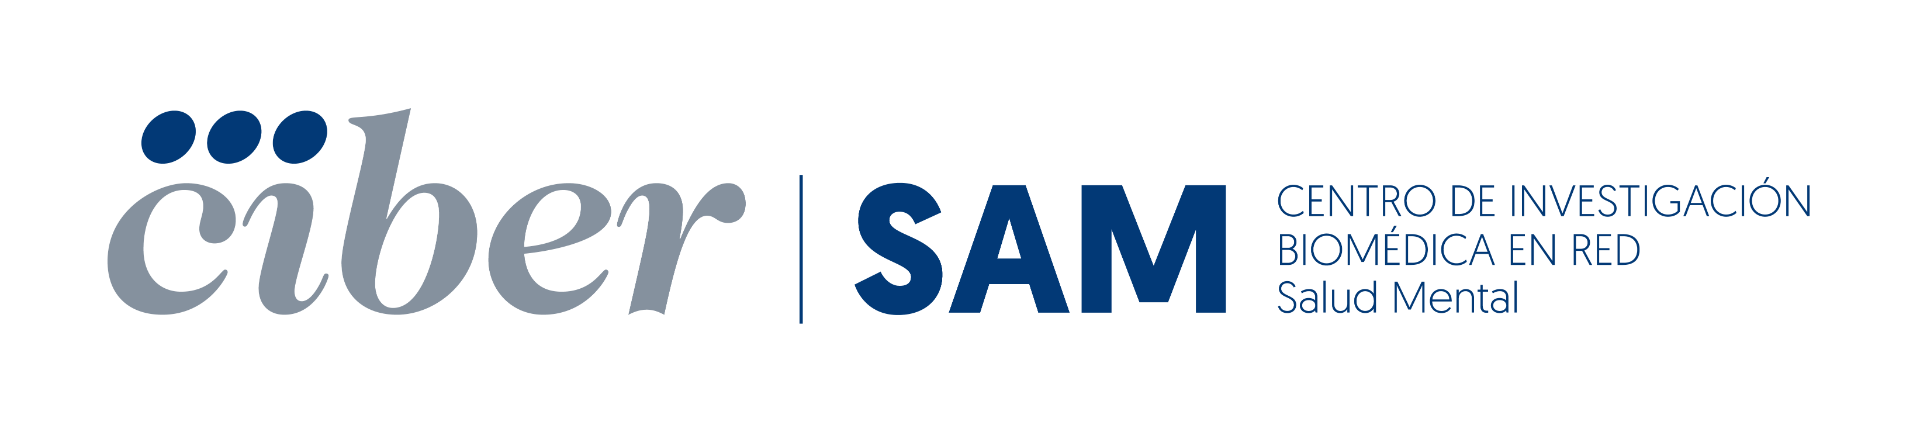 ciber
SAM
CENTRO DE INVESTIGACIÓN
BIOMÉDICA EN RED
Salud Mental